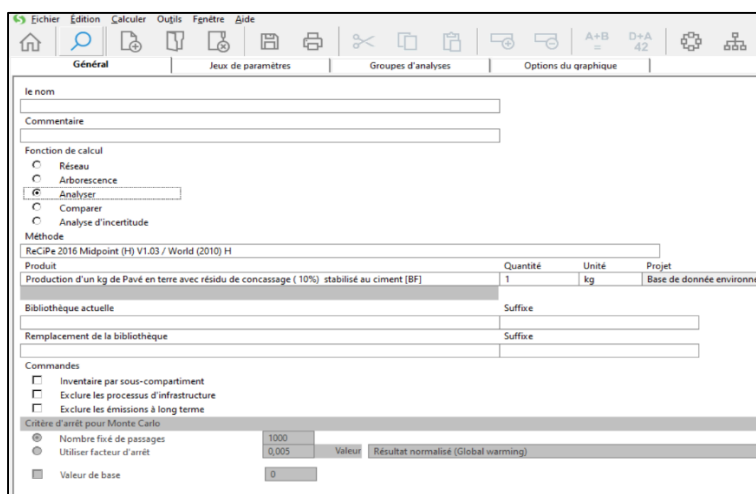 Fichier Édition Calculer Outils Fenêtre Aide
A+B = D+A 42
Général Jeux de paramètres Groupes d'analyses Options du graphique
le nom
Commentaire
Fonction de calcul
Réseau
Arborescence
Analyser
Comparer
Analyse d'incertitude
Méthode
ReCiPe 2016 Midpoint (H) V1.03 / World (2010) H
Produit Quantité Unité Projet
Production d'un kg de Pavé en terre avec résidu de concassage ( 10%) stabilisé au ciment [BF] 1 kg Base de donnée environne
Bibliothèque actuelle Suffixe
Remplacement de la bibliothèque Suffixe
Commandes
Inventaire par sous-compartiment
Exclure les processus d'infrastructure
Exclure les émissions à long terme
Critère d'arrêt pour Monte Carlo
Nombre fixé de passages 1000
Utiliser facteur d'arrêt 0,005 Valeur Résultat normalisé (Global warming)
Valeur de base 0